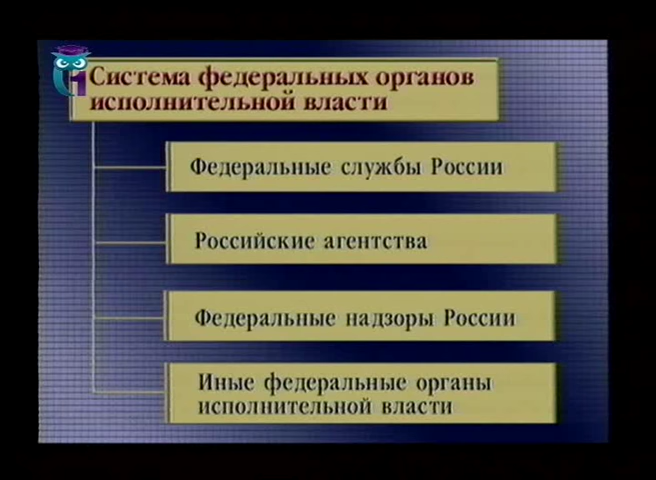 Система федеральных органов
исполнительной власти
Федеральные службы России
Российские агентства
Федеральные надзоры России
Иные федеральные органы
исполнительной власти